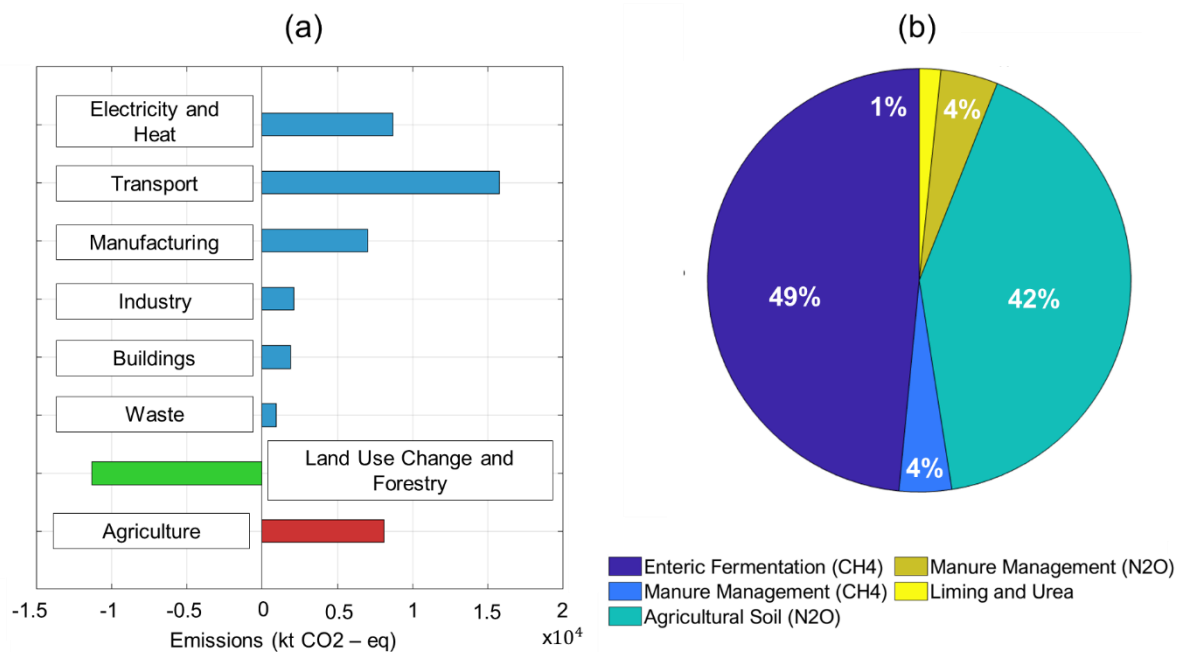 (a)
Electricity and
Heat
Transport
Manufacturing
Industry
Buildings
Waste
Land Use Change and
Forestry
Agriculture
-1.5 -1 -0.5 0 0.5 1 1.5 2
x10⁴
Emissions (kt CO2 – eq)
(b)
1%
4%
49%
42%
4%
Enteric Fermentation (CH4)
Manure Management (N2O)
Manure Management (CH4)
Liming and Urea
Agricultural Soil (N2O)